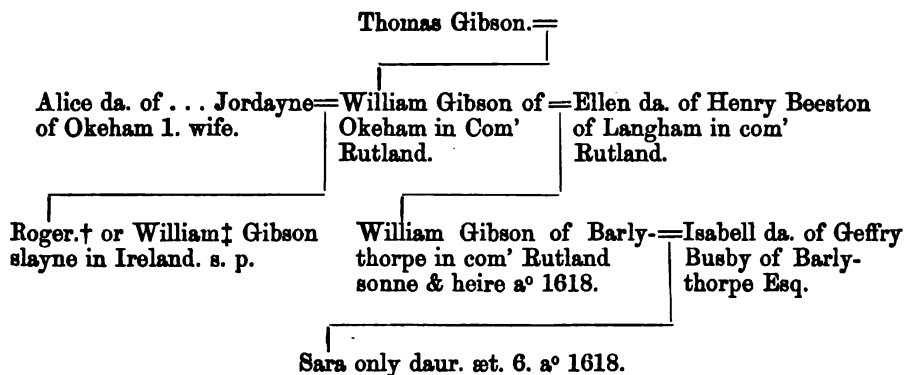 Thomas Gibson.=
Alice da. of . . . Jordayne=William Gibson of =Ellen da. of Henry Beeston
of Okeham 1. wife. Okeham in Com' of Langham in com'
Rutland. Rutland.
Roger.† or William‡ Gibson William Gibson of Barly-=Isabell da. of Geffry
slayne in Ireland. s. p. thorpe in com' Rutland Busby of Barly-
sonne & heire aº 1618. thorpe Esq.
Sara only daur. æt. 6. aº 1618.